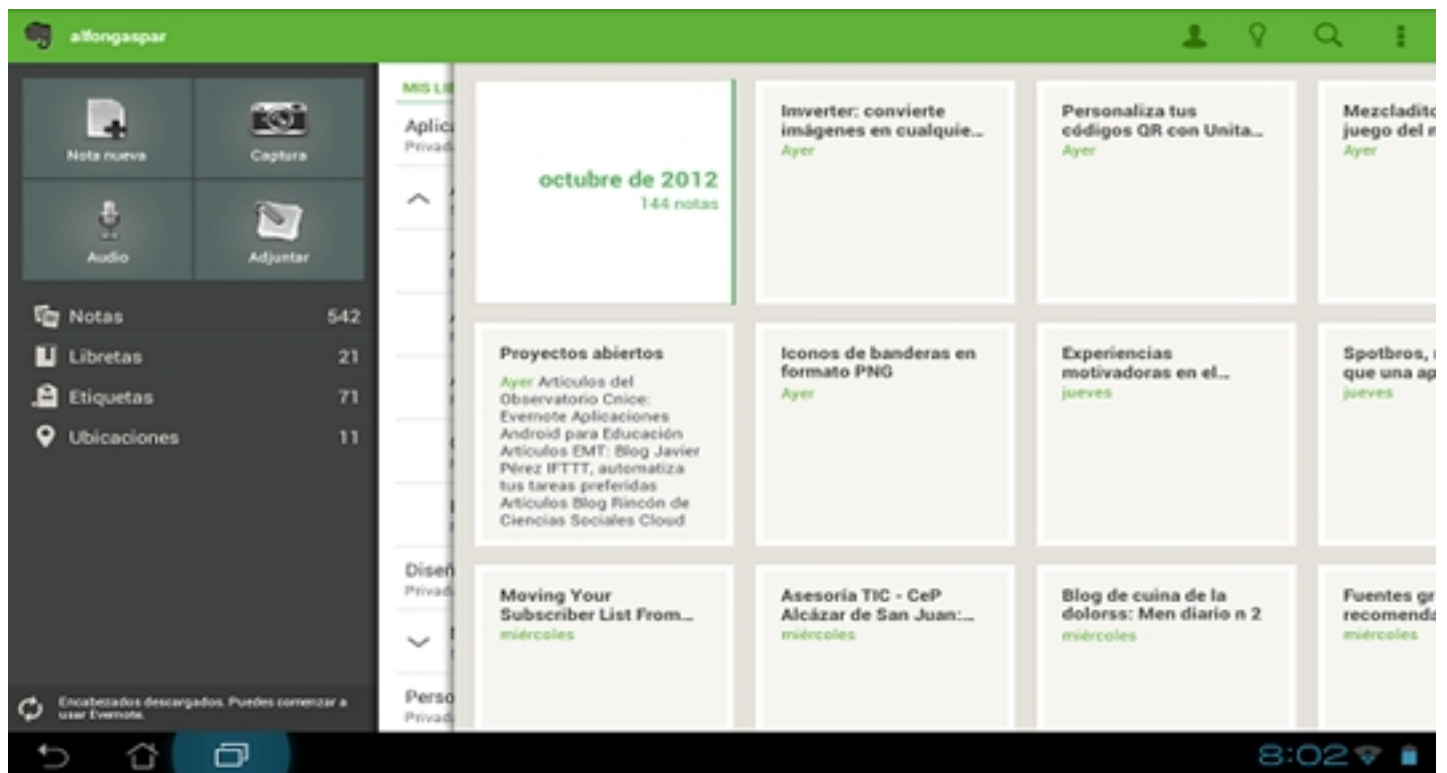 alfongaspar
Nota nueva
Captura
Audio
Adjuntar
Notas 542
Libretas 21
Etiquetas 71
Ubicaciones 11
Encabezados descargados. Puedes comenzar a
usar Evernote.
MIS LI
Aplic
Privad
Diseñ
Privad
Perso
Privad
octubre de 2012
144 notas
Imverter: convierte
imágenes en cualquie...
Ayer
Personaliza tus
códigos QR con Unita...
Ayer
Mezcladito
juego del
Ayer
Proyectos abiertos
Ayer Artículos del
Observatorio Cnice:
Evernote Aplicaciones
Android para Educación
Artículos EMT: Blog Javier
Pérez IFTTT, automatiza
tus tareas preferidas
Artículos Blog Rincón de
Ciencias Sociales Cloud
Iconos de banderas en
formato PNG
Ayer
Experiencias
motivadoras en el...
jueves
Spotbros,
que una ap
jueves
Moving Your
Subscriber List From...
miércoles
Asesoría TIC - CeP
Alcázar de San Juan:...
miércoles
Blog de cuina de la
dolorss: Men diario n 2
miércoles
Fuentes gr
recomenda
miércoles
8:02